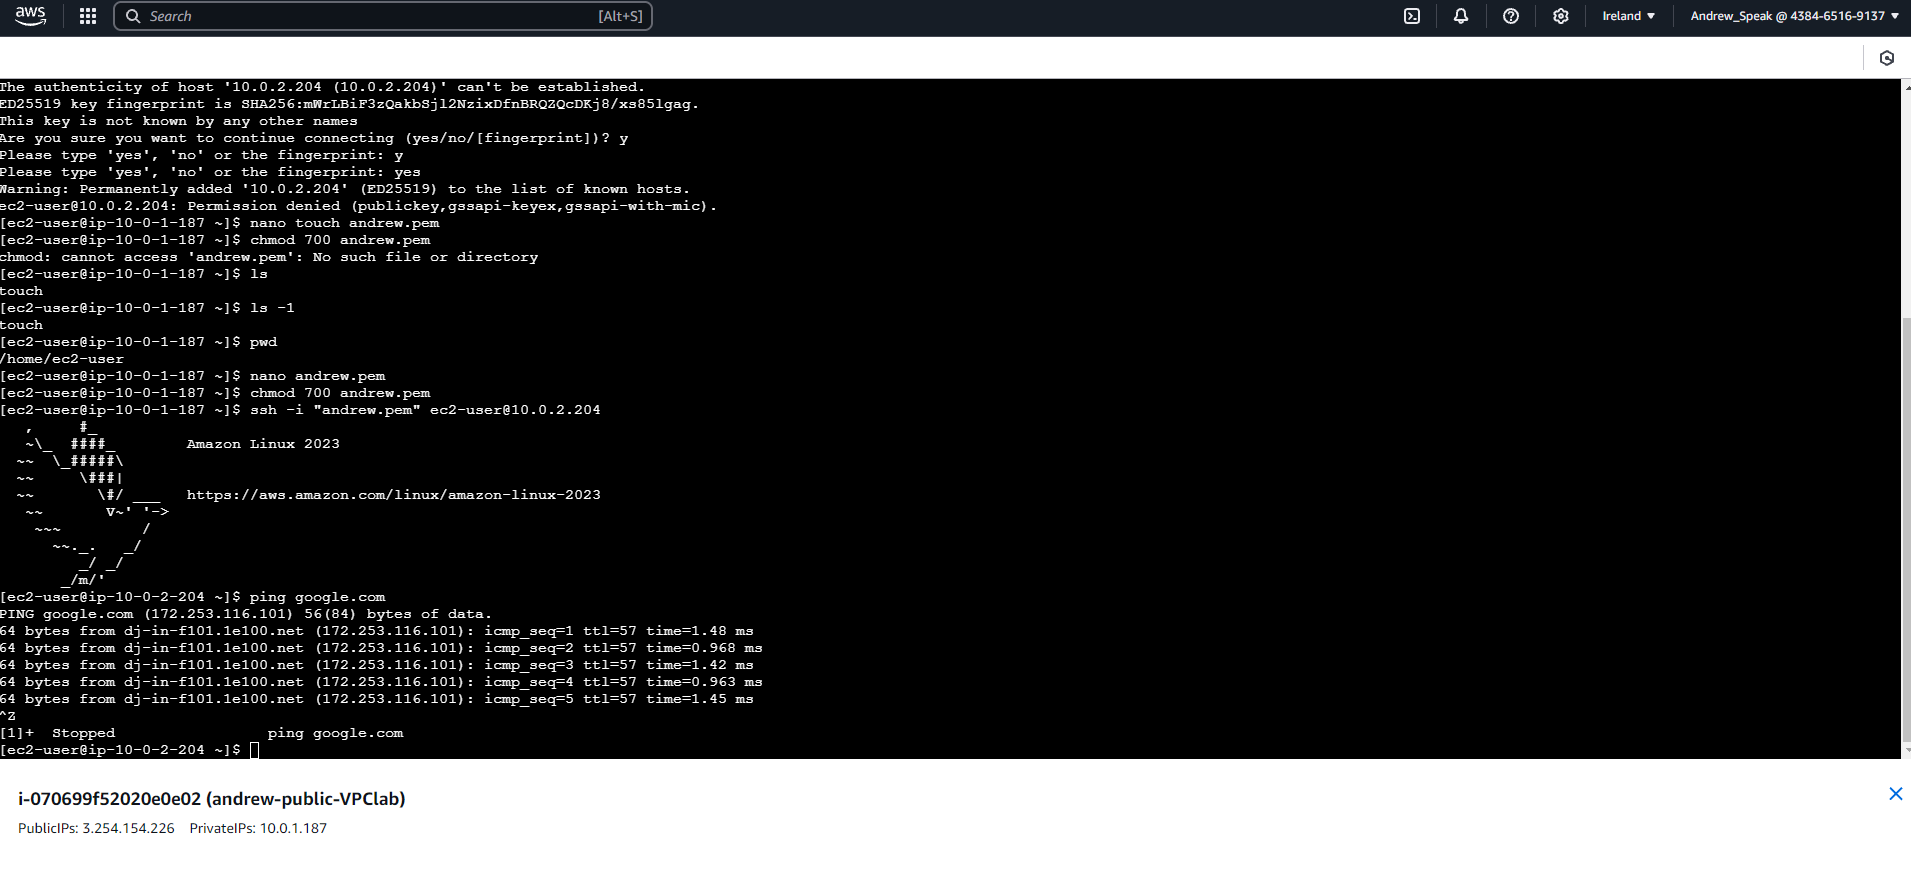 aws
Search
[Alt+S]
Ireland ▼
Andrew_Speak @ 4384-6516-9137 ▼
The authenticity of host '10.0.2.204 (10.0.2.204)' can't be established.
ED25519 key fingerprint is SHA256:mWrLBiF3zQakbSjl2NzixDfnBRQZQcDKj8/xs85lgag.
This key is not known by any other names
Are you sure you want to continue connecting (yes/no/[fingerprint])? y
Please type 'yes', 'no' or the fingerprint: y
Please type 'yes', 'no' or the fingerprint: yes
Warning: Permanently added '10.0.2.204' (ED25519) to the list of known hosts.
ec2-user@10.0.2.204: Permission denied (publickey,gssapi-keyex,gssapi-with-mic).
[ec2-user@ip-10-0-1-187 ~]$ nano touch andrew.pem
[ec2-user@ip-10-0-1-187 ~]$ chmod 700 andrew.pem
chmod: cannot access 'andrew.pem': No such file or directory
[ec2-user@ip-10-0-1-187 ~]$ ls
touch
[ec2-user@ip-10-0-1-187 ~]$ ls -1
touch
[ec2-user@ip-10-0-1-187 ~]$ pwd
/home/ec2-user
[ec2-user@ip-10-0-1-187 ~]$ nano andrew.pem
[ec2-user@ip-10-0-1-187 ~]$ chmod 700 andrew.pem
[ec2-user@ip-10-0-1-187 ~]$ ssh -i "andrew.pem" ec2-user@10.0.2.204
   ,     #_
   ~\_  ####_        Amazon Linux 2023
  ~~  \_#####\
  ~~     \###|
  ~~       \#/ ___   https://aws.amazon.com/linux/amazon-linux-2023
   ~~       V~' '->
    ~~~         /
      ~~._.   _/
         _/ _/
       _/m/'
[ec2-user@ip-10-0-2-204 ~]$ ping google.com
PING google.com (172.253.116.101) 56(84) bytes of data.
64 bytes from dj-in-f101.1e100.net (172.253.116.101): icmp_seq=1 ttl=57 time=1.48 ms
64 bytes from dj-in-f101.1e100.net (172.253.116.101): icmp_seq=2 ttl=57 time=0.968 ms
64 bytes from dj-in-f101.1e100.net (172.253.116.101): icmp_seq=3 ttl=57 time=1.42 ms
64 bytes from dj-in-f101.1e100.net (172.253.116.101): icmp_seq=4 ttl=57 time=0.963 ms
64 bytes from dj-in-f101.1e100.net (172.253.116.101): icmp_seq=5 ttl=57 time=1.45 ms
^Z
[1]+  Stopped                 ping google.com
[ec2-user@ip-10-0-2-204 ~]$
i-070699f52020e0e02 (andrew-public-VPClab)
PublicIPs: 3.254.154.226    PrivateIPs: 10.0.1.187